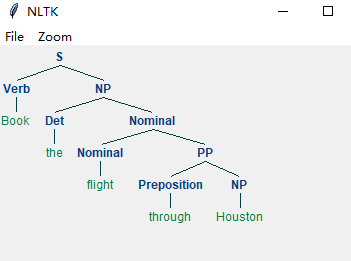 NLTK
File Zoom
S
Verb NP
Book Det Nominal
the Nominal PP
flight Preposition NP
through Houston